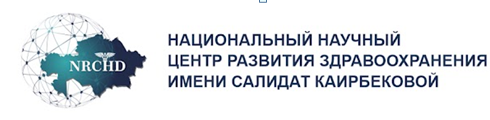 NRCHD
НАЦИОНАЛЬНЫЙ НАУЧНЫЙ
ЦЕНТР РАЗВИТИЯ ЗДРАВООХРАНЕНИЯ
ИМЕНИ САЛИДАТ КАИРБЕКОВОЙ